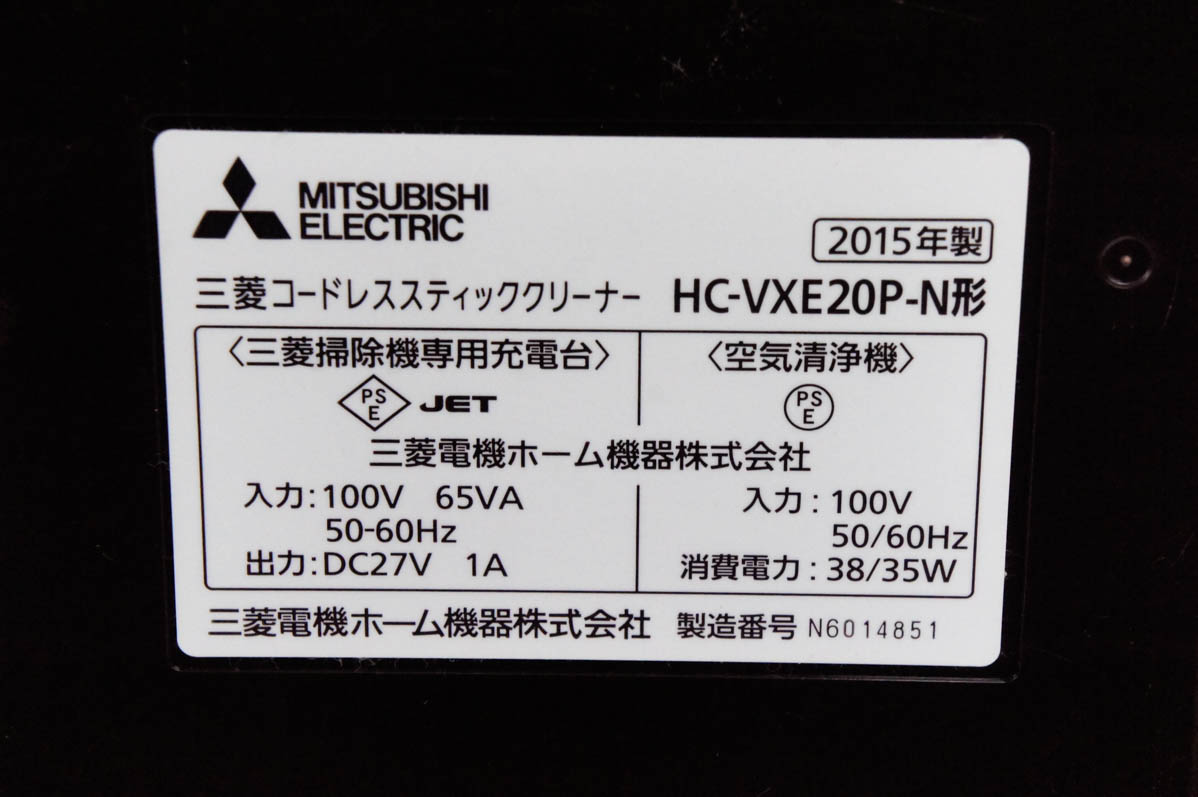 MITSUBISHI
ELECTRIC
2015年製
三菱コードレススティッククリーナー HC-VXE20P-N形
〈三菱掃除機専用充電台〉
PS
E
JET
〈空気清浄機〉
PS
E
三菱電機ホーム機器株式会社
入力:100V 65VA
50-60Hz
出力:DC27V 1A
入力:100V
50/60Hz
消費電力:38/35W
三菱電機ホーム機器株式会社 製造番号 N6014851